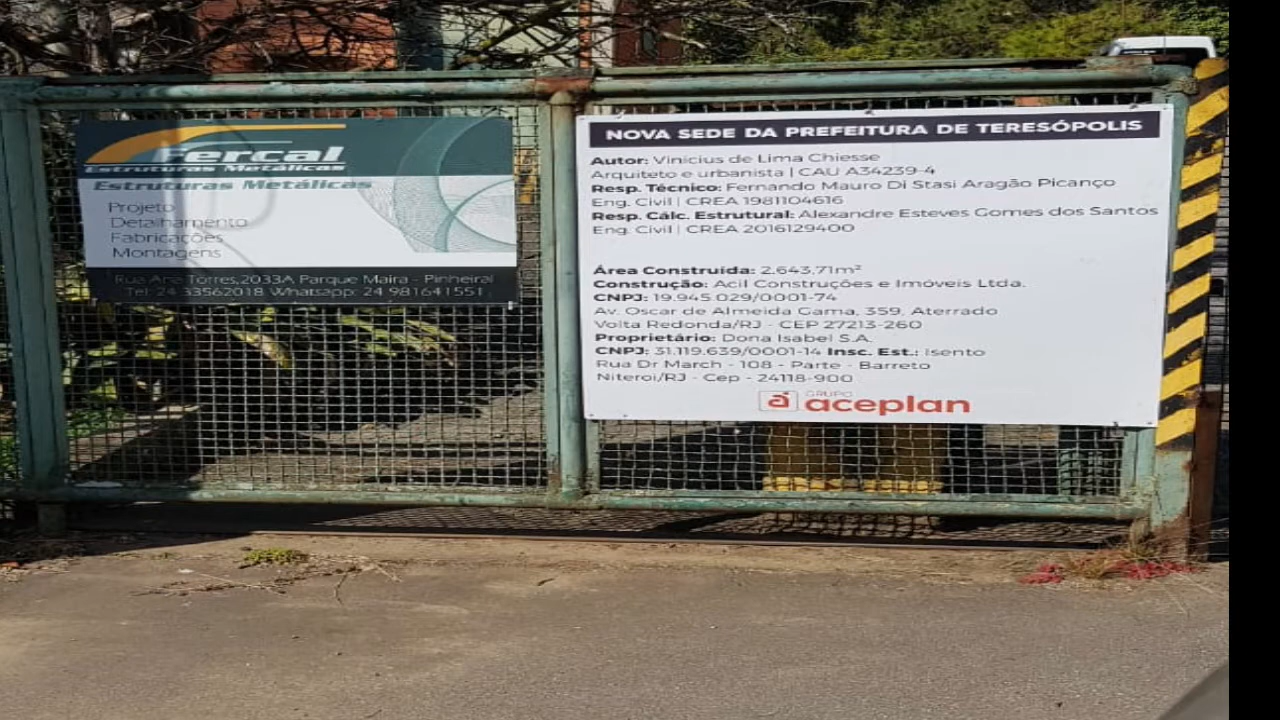 Fercal
Estruturas Metálicas
Estruturas Metálicas
Projeto
Detalhamento
Fabricações
Montagens
Rua Ana Torres,2033A Parque Maira - Pinheiral
Tel: 24 33562018 Whatsapp: 24 981641551
NOVA SEDE DA PREFEITURA DE TERESÓPOLIS
Autor: Vinícius de Lima Chiesse
Arquiteto e urbanista | CAU A34239-4
Resp. Técnico: Fernando Mauro Di Stasi Aragão Picanço
Eng. Civil | CREA 1981104616
Resp. Cálc. Estrutural: Alexandre Esteves Gomes dos Santos
Eng. Civil | CREA 2016129400
Área Construída: 2.643,71m²
Construção: Acil Construções e Imóveis Ltda.
CNPJ: 19.945.029/0001-74
Av. Oscar de Almeida Gama, 359, Aterrado
Volta Redonda/RJ - CEP 27213-260
Proprietário: Dona Isabel S.A.
CNPJ: 31.119.639/0001-14 Insc. Est.: Isento
Rua Dr March - 108 - Parte - Barreto
Niteroi/RJ - Cep - 24118-900
GRUPO
aceplan